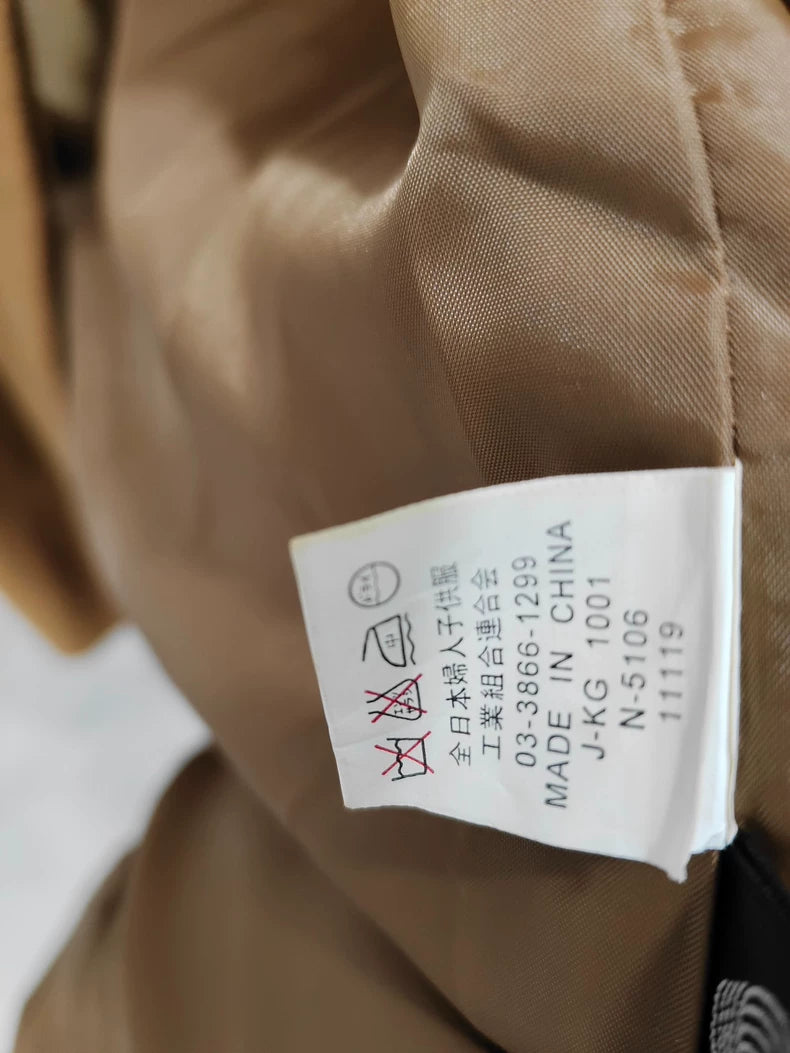 中
全日本婦人子供服
工業組合連合会
03-3866-1299
MADE IN CHINA
J-KG 1001
N-5106
11119